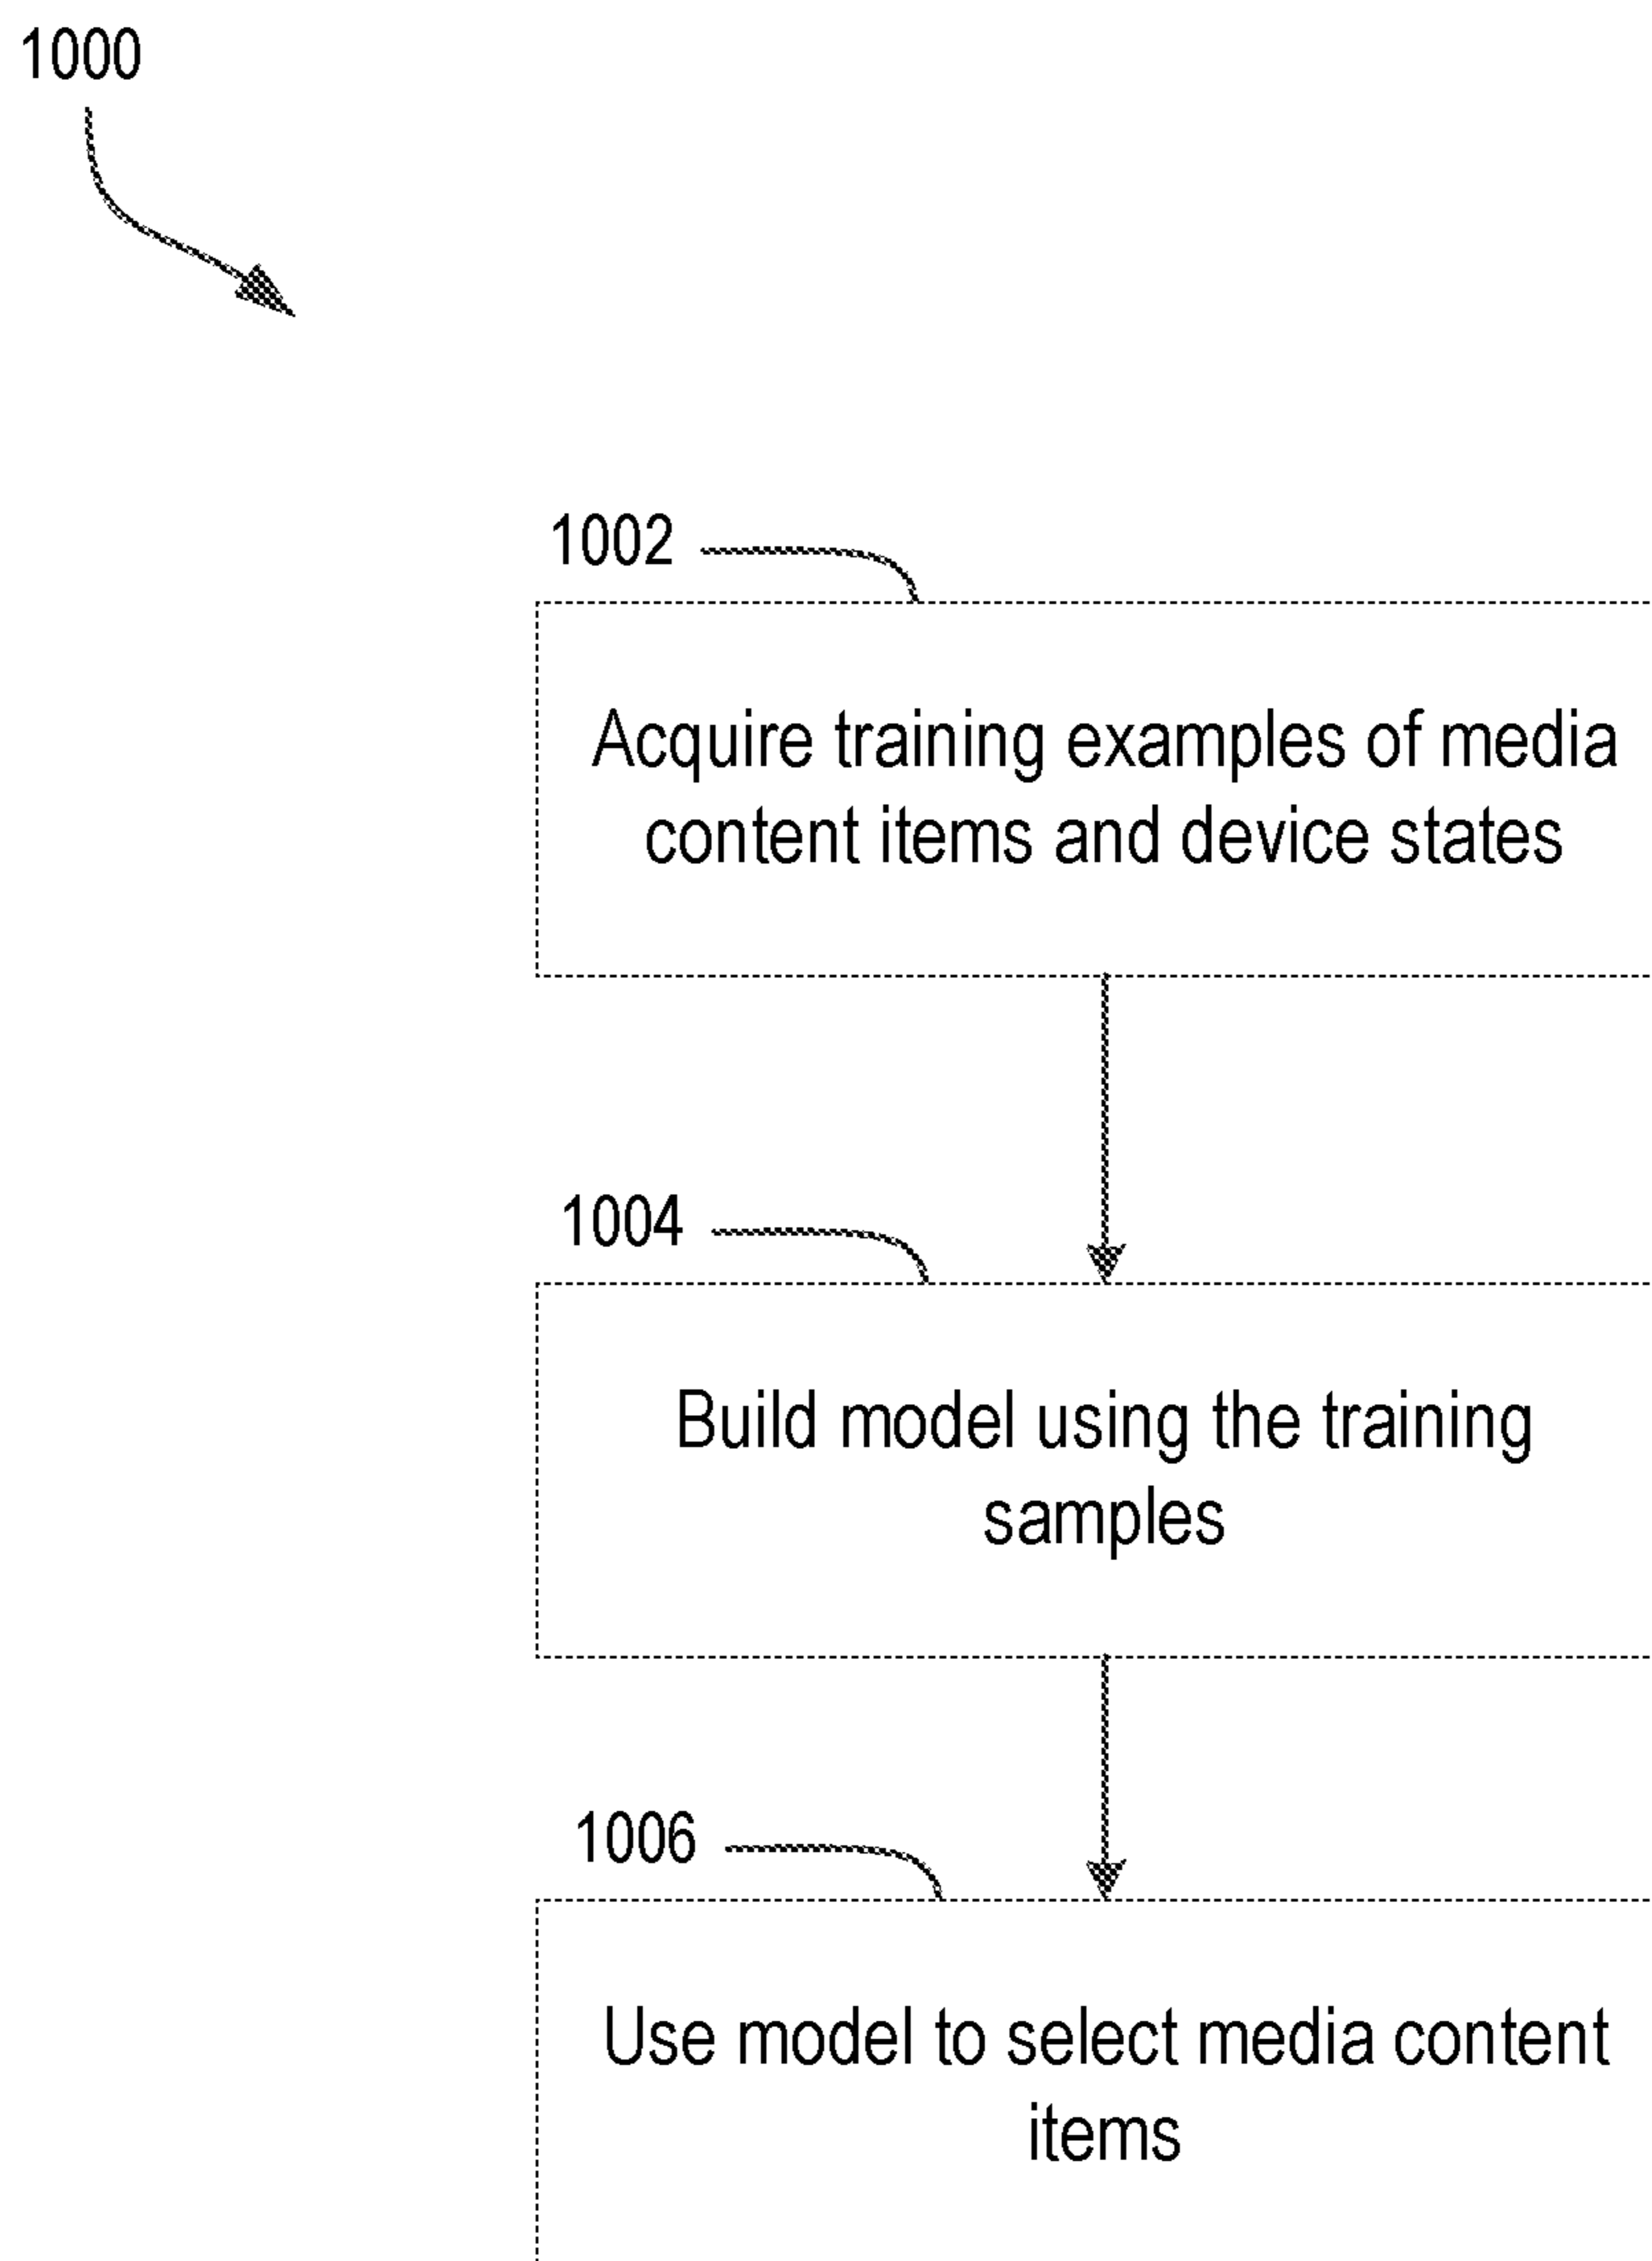 1000
1002
Acquire training examples of media
content items and device states
1004
Build model using the training
samples
1006
Use model to select media content
items